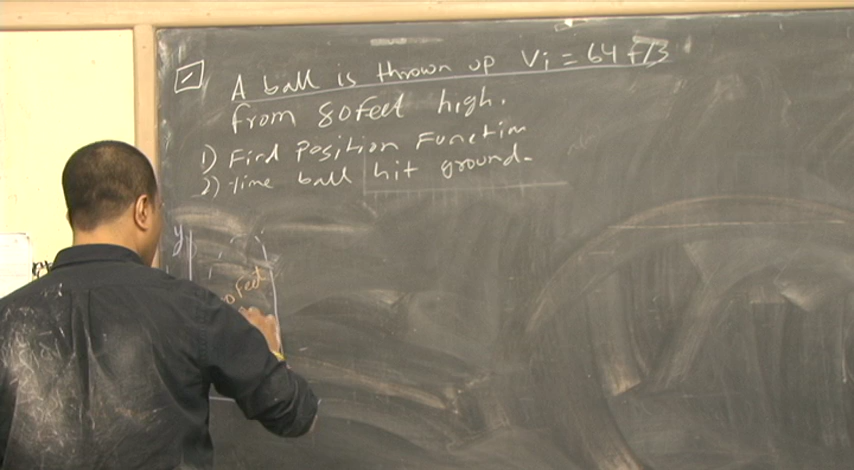 A ball is thrown up Vi = 64 ft/s
from 80 feet high.
1) Find Position Function
2) time ball hit ground.
y
feet